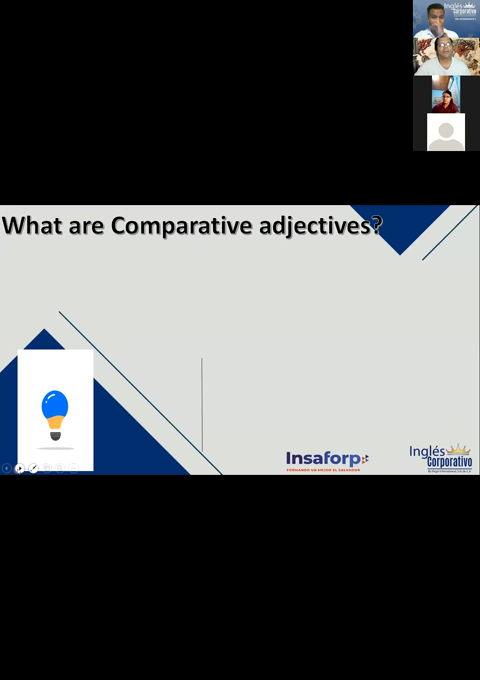 Inglés
Corporativo
What are Comparative adjectives?
Insaforp
FORMANDO UN MEJOR EL SALVADOR
Inglés
Corporativo